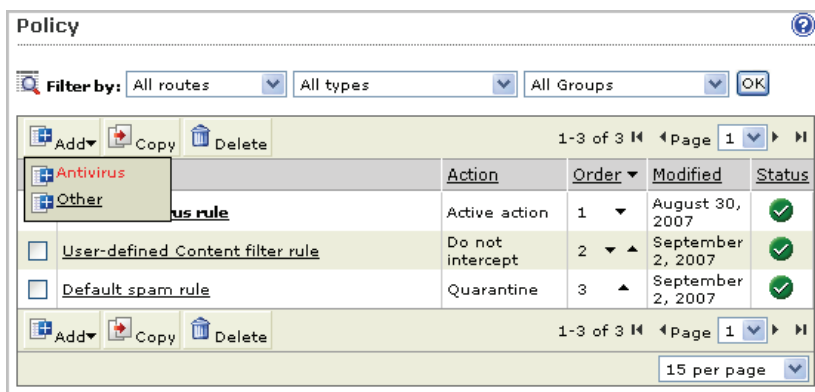 Policy
Filter by: All routes All types All Groups OK
Add Copy Delete 1-3 of 3 Page 1
Antivirus
Other
Action Order Modified Status
us rule Active action 1 August 30, 2007
User-defined Content filter rule Do not intercept 2 September 2, 2007
Default spam rule Quarantine 3 September 2, 2007
Add Copy Delete 1-3 of 3 Page 1
15 per page